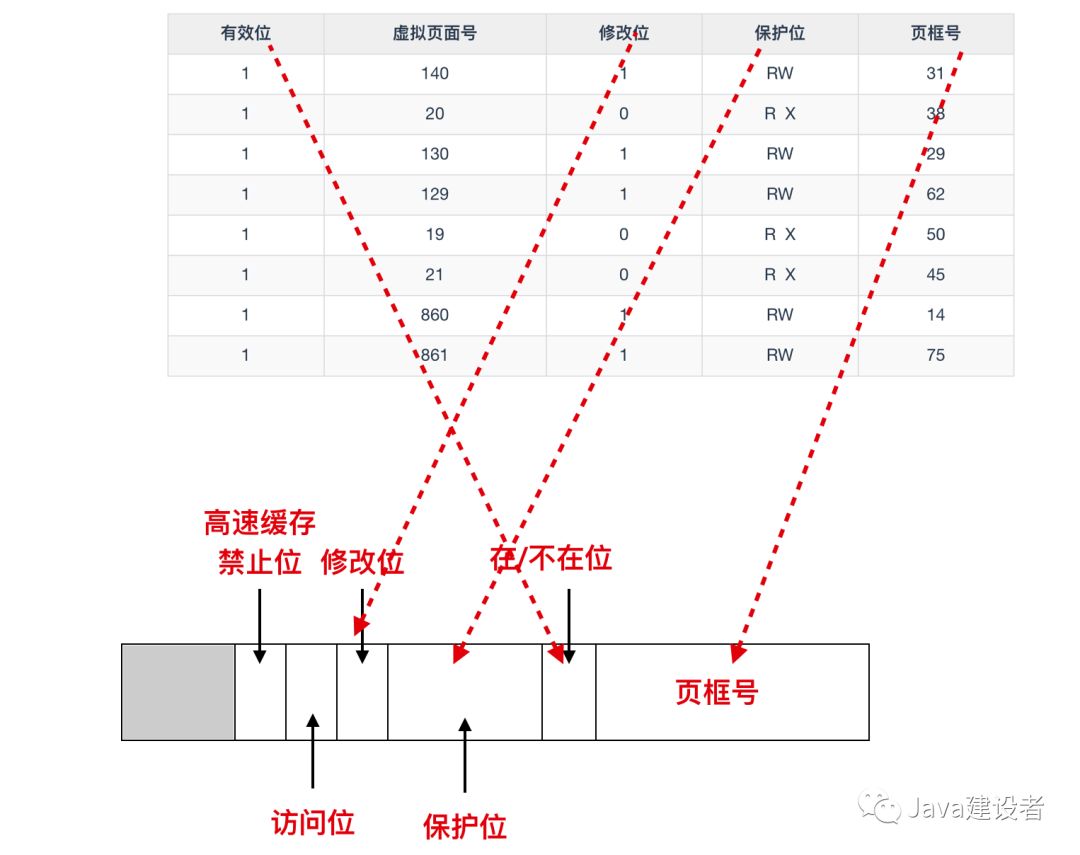 有效位 虚拟页面号 修改位 保护位 页框号
1 140 1 RW 31
1 20 0 R X 38
1 130 1 RW 29
1 129 1 RW 62
1 19 0 R X 50
1 21 0 R X 45
1 860 1 RW 14
1 861 1 RW 75
高速缓存
禁止位 修改位 在/不在位
页框号
访问位 保护位
Java建设者